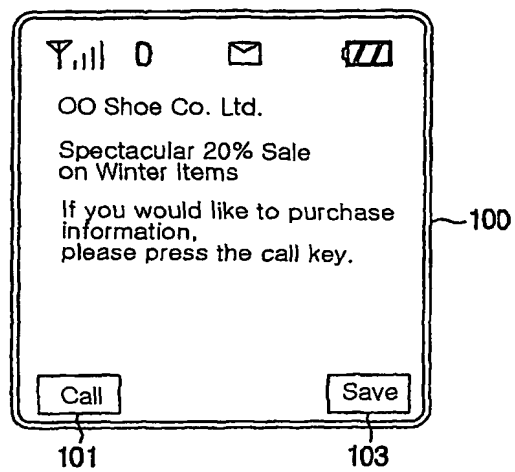 D
OO Shoe Co. Ltd.
Spectacular 20% Sale
on Winter Items
If you would like to purchase
information,
please press the call key.
100
Call
Save
101
103